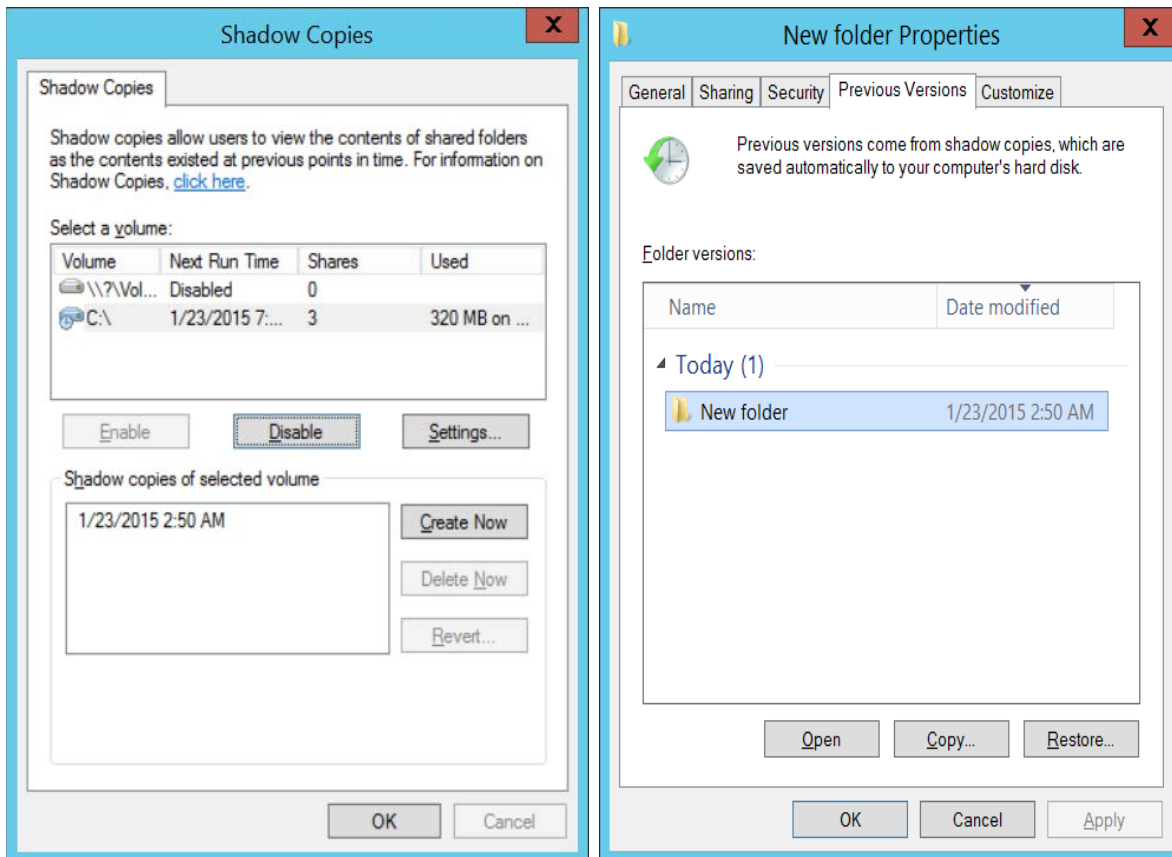 Shadow Copies
X
Shadow Copies
Shadow copies allow users to view the contents of shared folders
as the contents existed at previous points in time. For information on
Shadow Copies, click here.
Select a volume:
Volume Next Run Time Shares Used
\\?\Vol... Disabled 0
C:\ 1/23/2015 7:... 3 320 MB on ...
Enable Disable Settings...
Shadow copies of selected volume
1/23/2015 2:50 AM
Create Now
Delete Now
Revert...
OK Cancel
New folder Properties
X
General Sharing Security Previous Versions Customize
Previous versions come from shadow copies, which are
saved automatically to your computer's hard disk.
Folder versions:
Name Date modified
Today (1)
New folder 1/23/2015 2:50 AM
Open Copy... Restore...
OK Cancel Apply